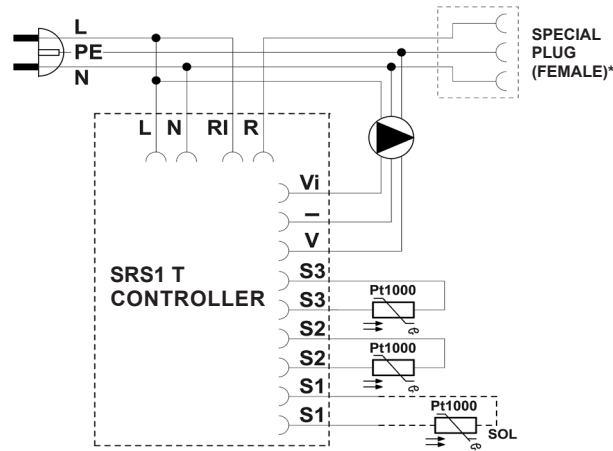 L
PE
N
SPECIAL
PLUG
(FEMALE)*
L N RI R
Vi
–
V
S3
S3
S2
S2
S1
S1
SRS1 T
CONTROLLER
Pt1000
ϑ
Pt1000
ϑ
Pt1000
ϑ
SOL